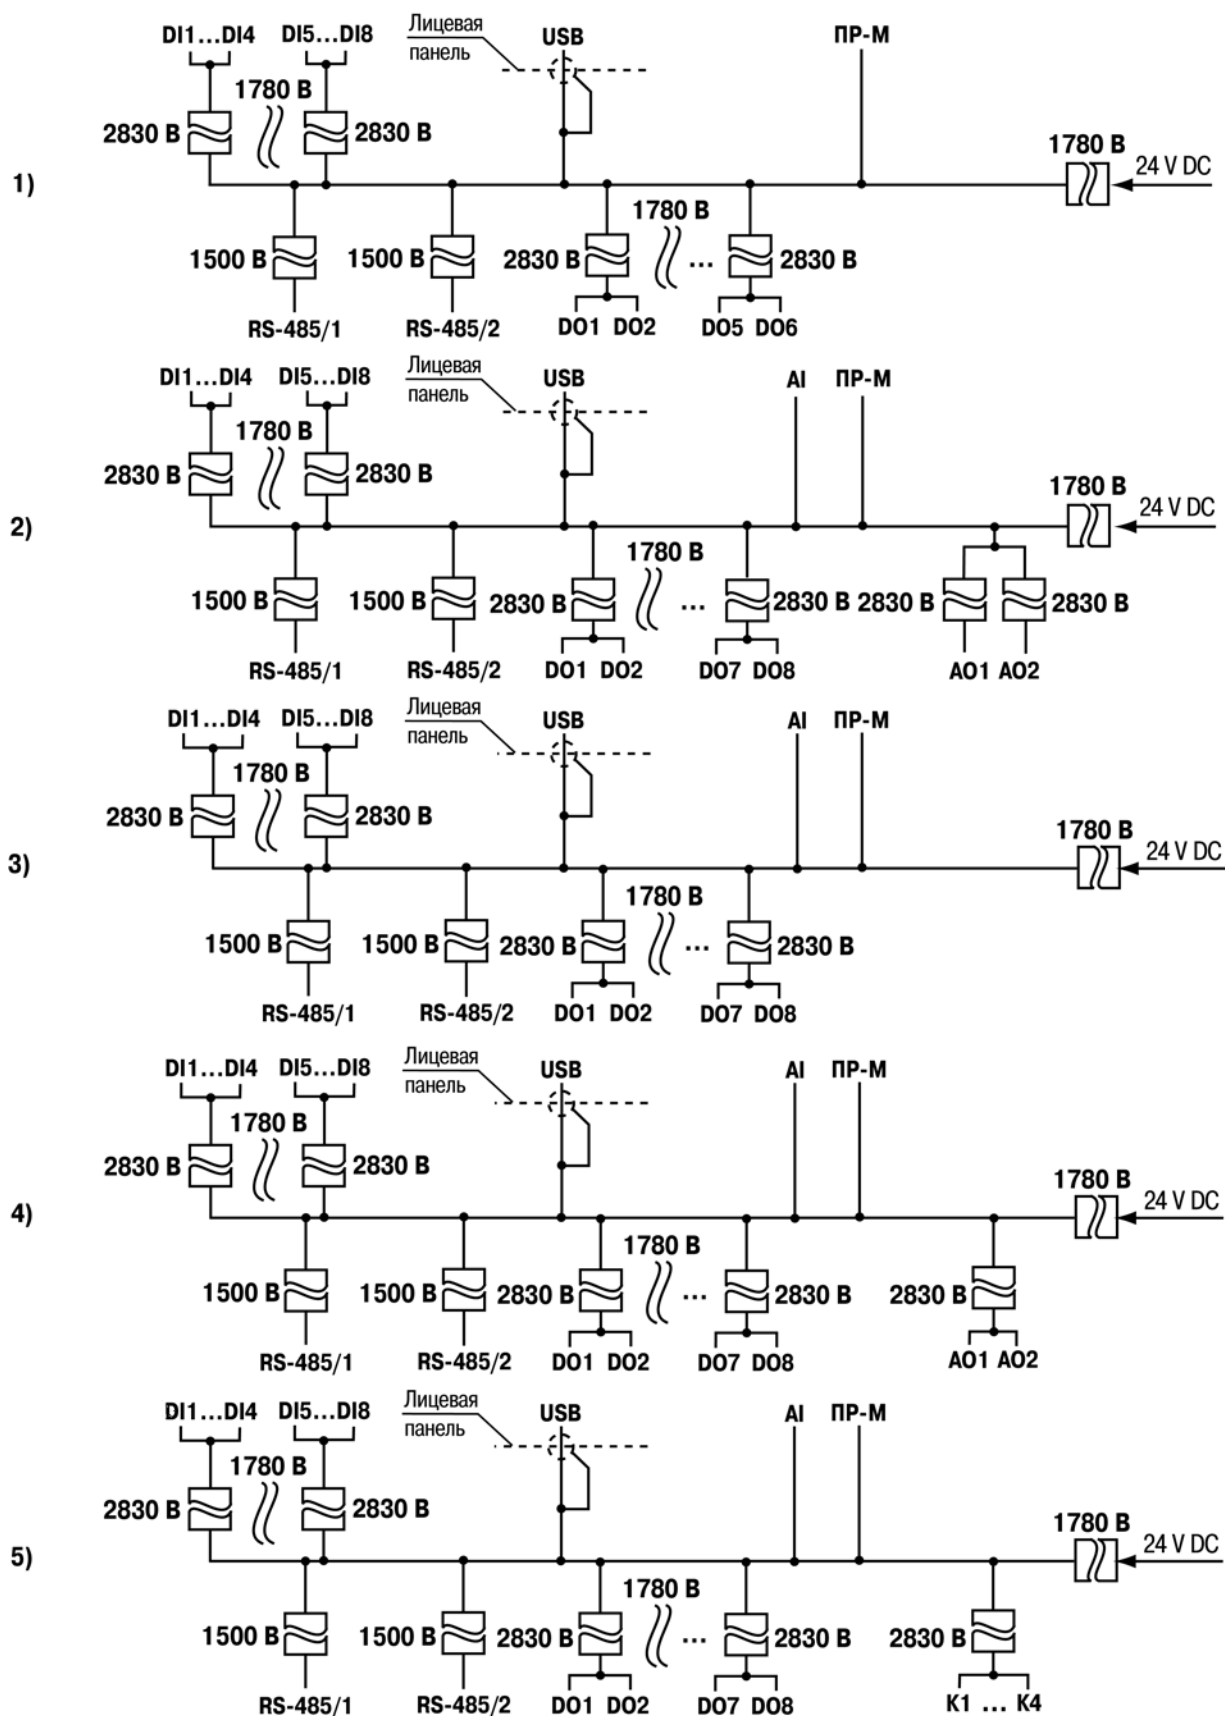 1)
DI1...DI4 DI5...DI8 Лицевая панель USB ПР-М
1780 В
2830 В 2830 В 1780 В 24 V DC
1780 В
1500 В 1500 В 2830 В ... 2830 В
RS-485/1 RS-485/2 DO1 DO2 DO5 DO6
2)
DI1...DI4 DI5...DI8 Лицевая панель USB AI ПР-М
1780 В
2830 В 2830 В 1780 В 24 V DC
1780 В
1500 В 1500 В 2830 В ... 2830 В 2830 В 2830 В
RS-485/1 RS-485/2 DO1 DO2 DO7 DO8 AO1 AO2
3)
DI1...DI4 DI5...DI8 Лицевая панель USB AI ПР-М
1780 В
2830 В 2830 В 1780 В 24 V DC
1780 В
1500 В 1500 В 2830 В ... 2830 В
RS-485/1 RS-485/2 DO1 DO2 DO7 DO8
4)
DI1...DI4 DI5...DI8 Лицевая панель USB AI ПР-М
1780 В
2830 В 2830 В 1780 В 24 V DC
1780 В
1500 В 1500 В 2830 В ... 2830 В 2830 В
RS-485/1 RS-485/2 DO1 DO2 DO7 DO8 AO1 AO2
5)
DI1...DI4 DI5...DI8 Лицевая панель USB AI ПР-М
1780 В
2830 В 2830 В 1780 В 24 V DC
1780 В
1500 В 1500 В 2830 В ... 2830 В 2830 В
RS-485/1 RS-485/2 DO1 DO2 DO7 DO8 K1 ... K4